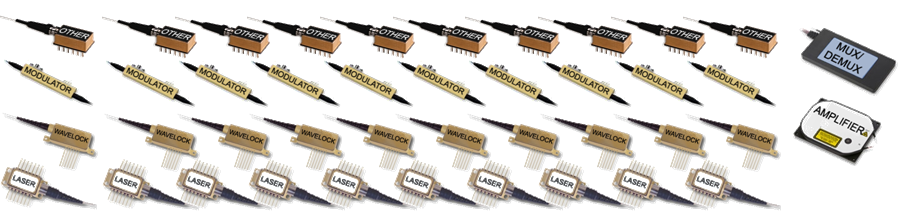 OTHER OTHER OTHER OTHER OTHER OTHER OTHER OTHER OTHER OTHER
MUX/
DEMUX
MODULATOR MODULATOR MODULATOR MODULATOR MODULATOR MODULATOR MODULATOR MODULATOR MODULATOR MODULATOR
AMPLIFIER
WAVELOCK WAVELOCK WAVELOCK WAVELOCK WAVELOCK WAVELOCK WAVELOCK WAVELOCK WAVELOCK WAVELOCK
LASER LASER LASER LASER LASER LASER LASER LASER LASER LASER